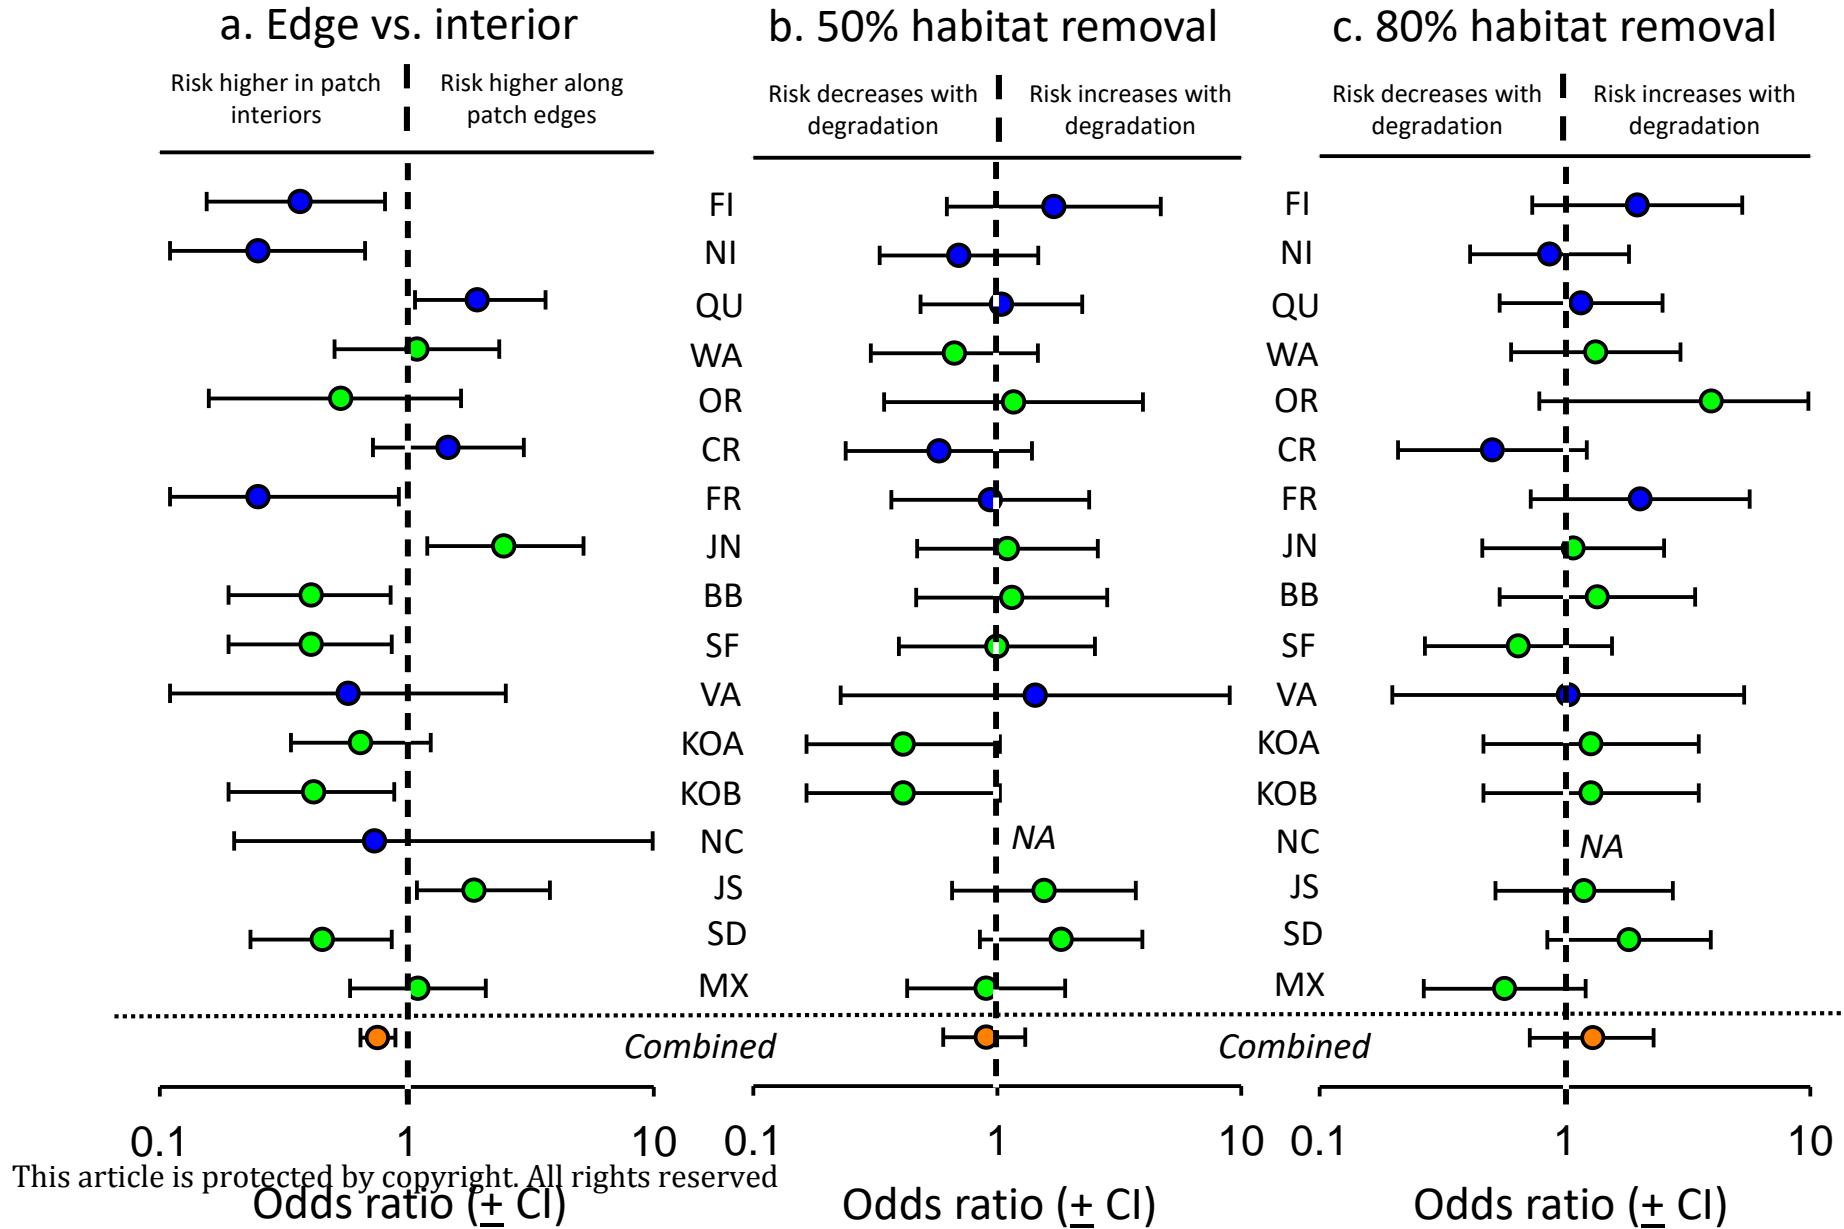 a. Edge vs. interior
b. 50% habitat removal
c. 80% habitat removal
Risk higher in patch
interiors
Risk higher along
patch edges
Risk decreases with
degradation
Risk increases with
degradation
Risk decreases with
degradation
Risk increases with
degradation
FI FI
NI NI
QU QU
WA WA
OR OR
CR CR
FR FR
JN JN
BB BB
SF SF
VA VA
KOA KOA
KOB KOB
NC NA NC NA
JS JS
SD SD
MX MX
Combined Combined
0.1 1 10 0.1 1 10 0.1 1 10
This article is protected by copyright. All rights reserved
Odds ratio (± CI) Odds ratio (± CI) Odds ratio (± CI)